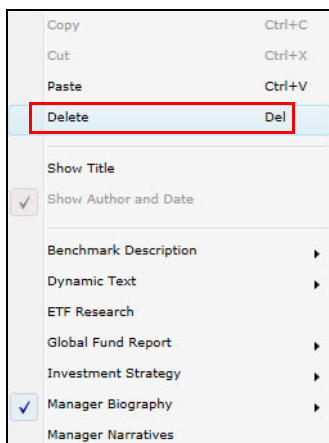 Copy Ctrl+C
Cut Ctrl+X
Paste Ctrl+V
Delete Del
Show Title
Show Author and Date
Benchmark Description
Dynamic Text
ETF Research
Global Fund Report
Investment Strategy
Manager Biography
Manager Narratives